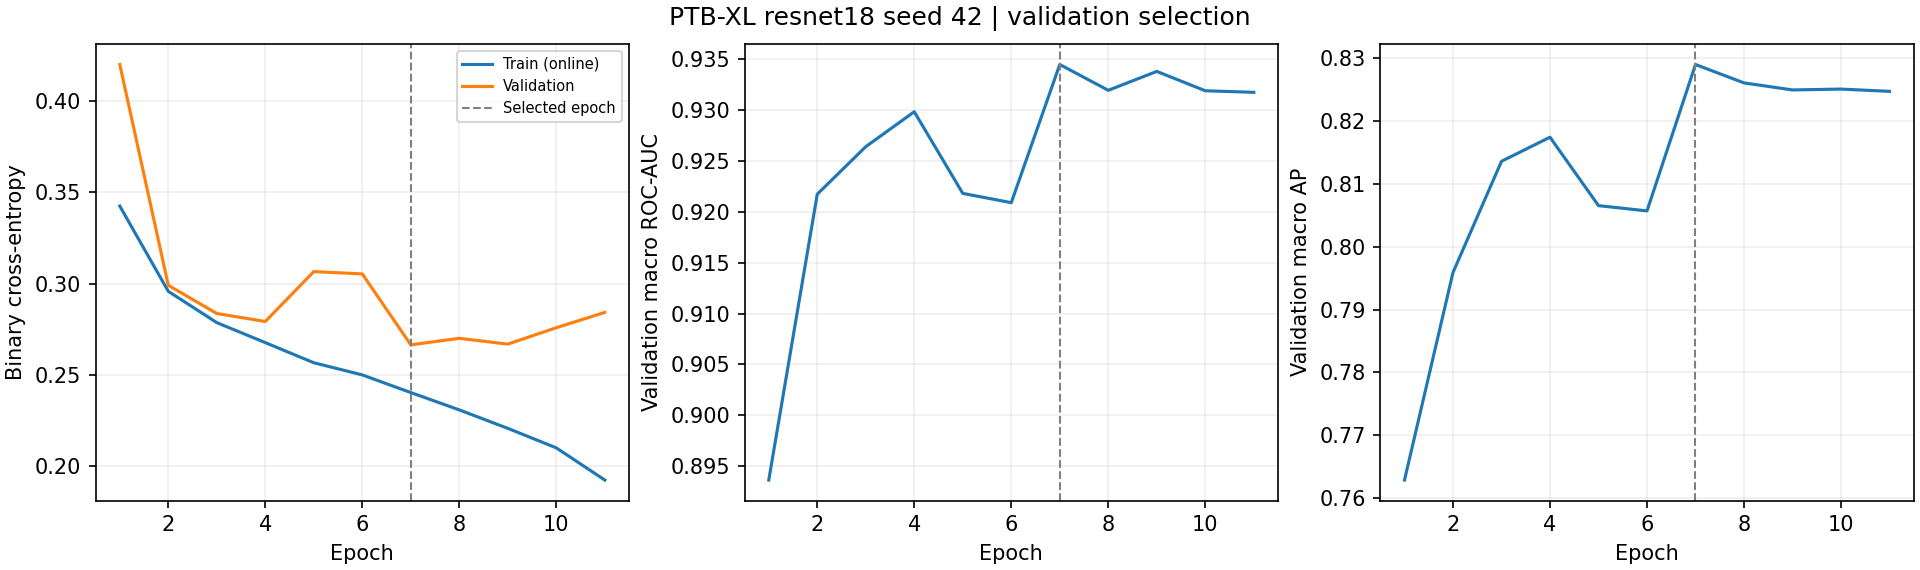 PTB-XL resnet18 seed 42 | validation selection
Binary cross-entropy
0.40
0.35
0.30
0.25
0.20
Train (online)
Validation
Selected epoch
2 4 6 8 10
Epoch
Validation macro ROC-AUC
0.935
0.930
0.925
0.920
0.915
0.910
0.905
0.900
0.895
2 4 6 8 10
Epoch
Validation macro AP
0.83
0.82
0.81
0.80
0.79
0.78
0.77
0.76
2 4 6 8 10
Epoch